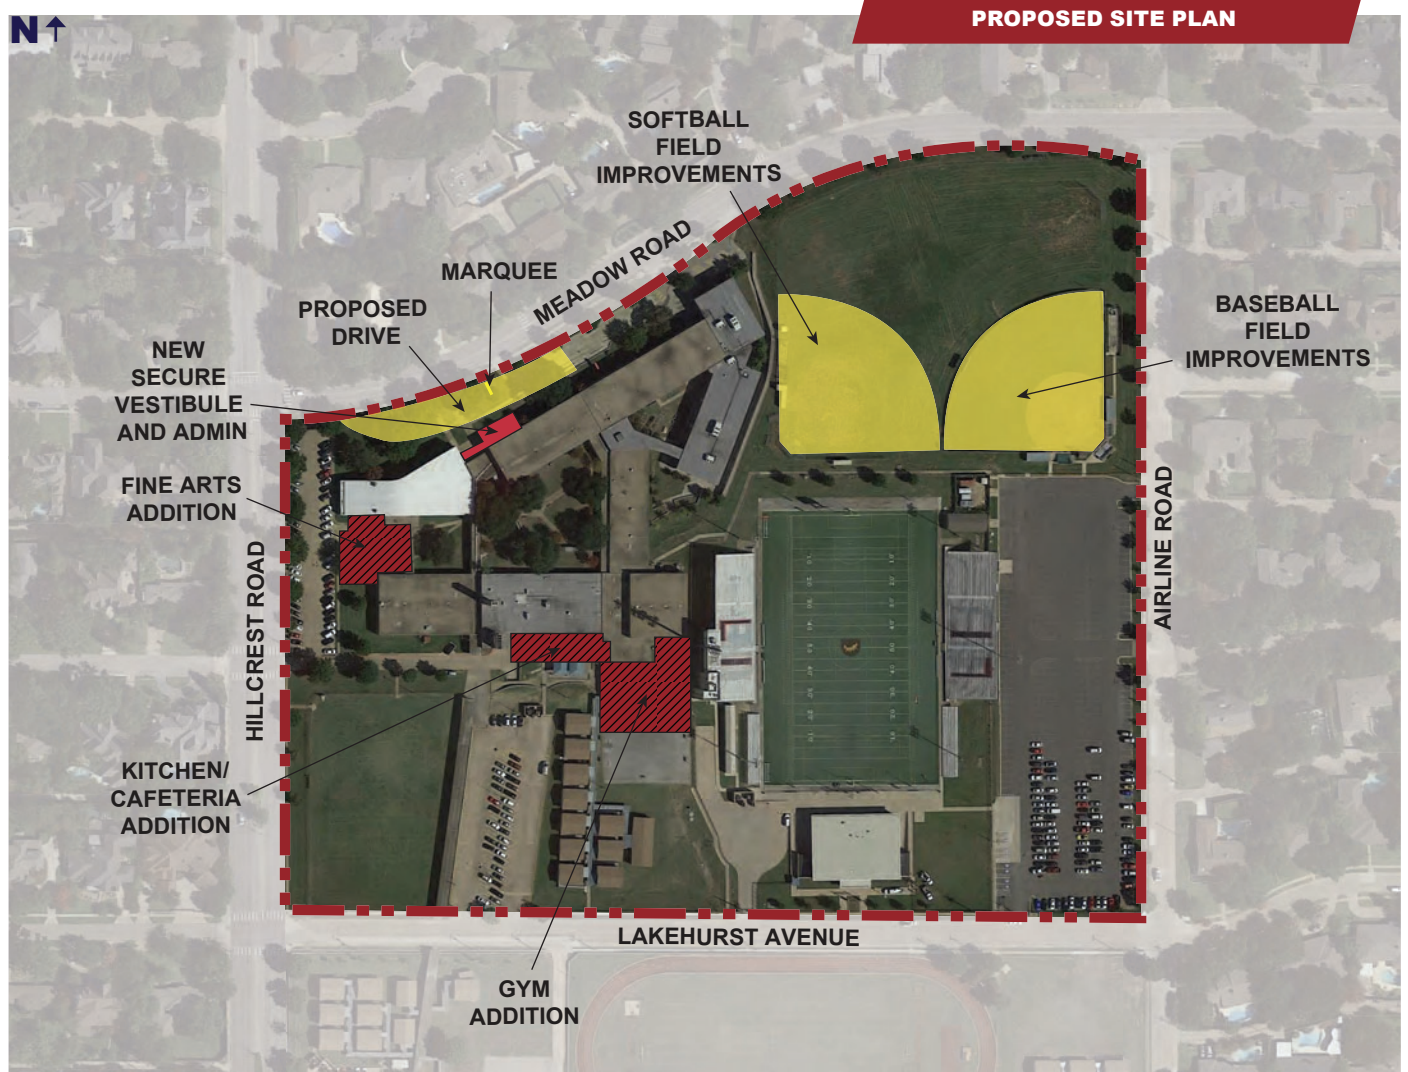 PROPOSED SITE PLAN
N
SOFTBALL
FIELD
IMPROVEMENTS
MEADOW ROAD
MARQUEE
PROPOSED
DRIVE
BASEBALL
FIELD
IMPROVEMENTS
NEW
SECURE
VESTIBULE
AND ADMIN
FINE ARTS
ADDITION
HILLCREST ROAD
AIRLINE ROAD
KITCHEN/
CAFETERIA
ADDITION
LAKEHURST AVENUE
GYM
ADDITION